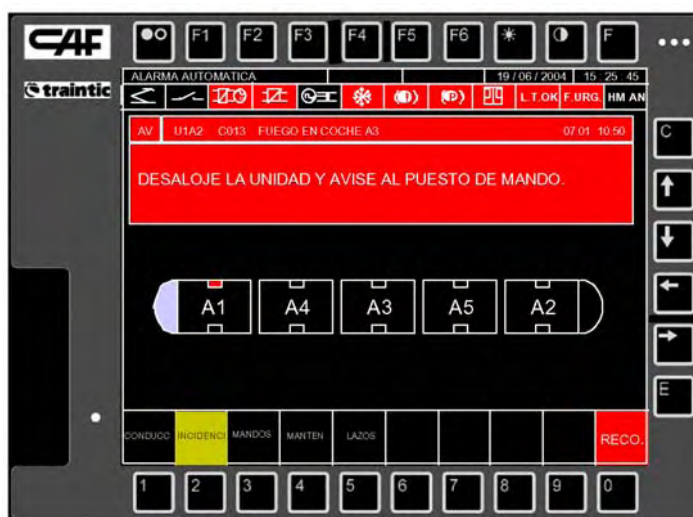 CAF
traintic
F1 F2 F3 F4 F5 F6 F
ALARMA AUTOMATICA 19 / 06 / 2004 15 : 25 : 45
L.T.OK F.URG. HM AN
AV U1A2 C013 FUEGO EN COCHE A3 07.01 10:50
DESALOJE LA UNIDAD Y AVISE AL PUESTO DE MANDO.
A1 A4 A3 A5 A2
C
E
CONDUCC INCIDENCI MANDOS MANTEN LAZOS RECO.
1 2 3 4 5 6 7 8 9 0